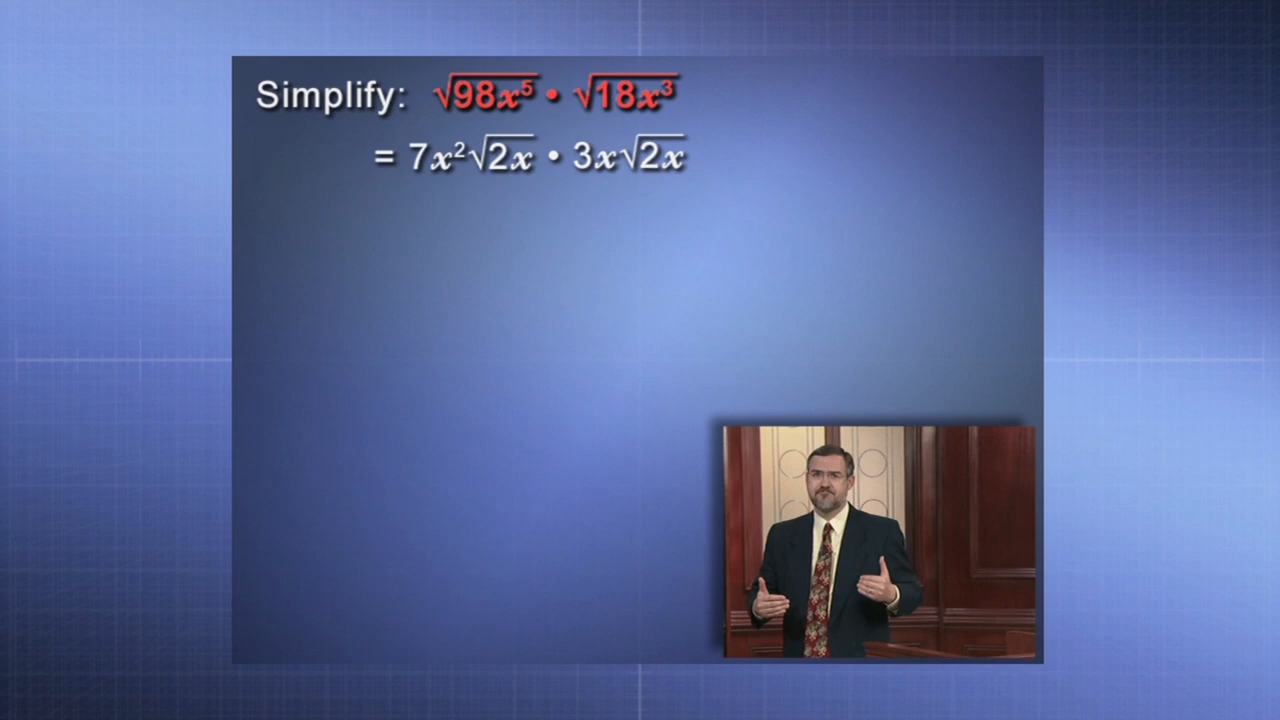 Simplify: √98x⁵ • √18x³
= 7x²√2x • 3x√2x